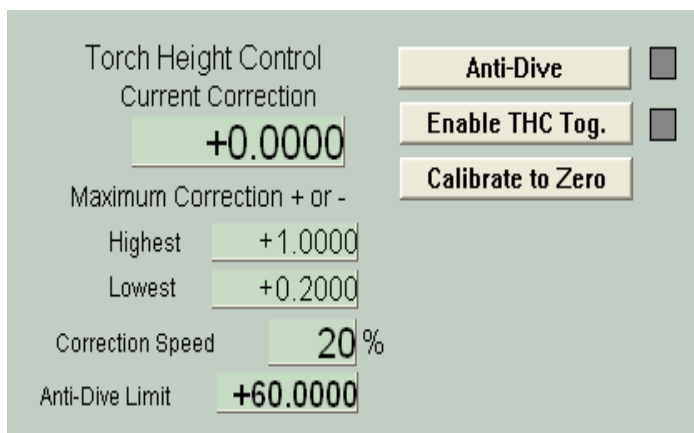 Torch Height Control
Current Correction
+0.0000
Maximum Correction + or -
Highest +1.0000
Lowest +0.2000
Correction Speed 20 %
Anti-Dive Limit +60.0000
Anti-Dive
Enable THC Tog.
Calibrate to Zero